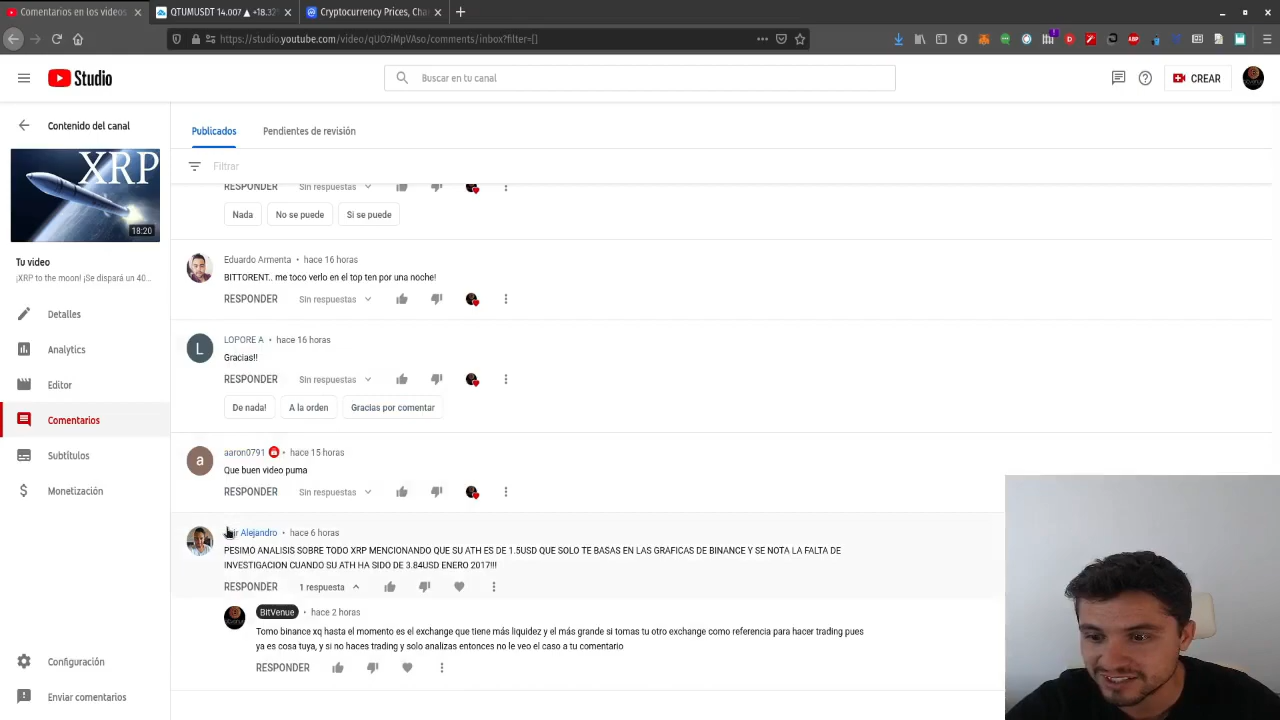 Comentarios en los videos
QTUMUSDT 14.007 ▲ +18.32
Cryptocurrency Prices, Cha
https://studio.youtube.com/video/qUO7iMpVAso/comments/inbox?filter=[]
Studio
Buscar en tu canal
CREAR
Contenido del canal
XRP
18:20
Tu video
¡XRP to the moon! ¡Se dispará un 40...
Detalles
Analytics
Editor
Comentarios
Subtítulos
Monetización
Configuración
Enviar comentarios
Publicados
Pendientes de revisión
Filtrar
RESPONDER Sin respuestas
Nada No se puede Si se puede
Eduardo Armenta • hace 16 horas
BITTORENT.. me toco verlo en el top ten por una noche!
RESPONDER Sin respuestas
L
LOPORE A • hace 16 horas
Gracias!!
RESPONDER Sin respuestas
De nada! A la orden Gracias por comentar
a
aaron0791 • hace 15 horas
Que buen video puma
RESPONDER Sin respuestas
Alejandro • hace 6 horas
PESIMO ANALISIS SOBRE TODO XRP MENCIONANDO QUE SU ATH ES DE 1.5USD QUE SOLO TE BASAS EN LAS GRAFICAS DE BINANCE Y SE NOTA LA FALTA DE
INVESTIGACION CUANDO SU ATH HA SIDO DE 3.84USD ENERO 2017!!!
RESPONDER 1 respuesta
BitVenue • hace 2 horas
Tomo binance xq hasta el momento es el exchange que tiene más liquidez y el más grande si tomas tu otro exchange como referencia para hacer trading pues
ya es cosa tuya, y si no haces trading y solo analizas entonces no le veo el caso a tu comentario
RESPONDER